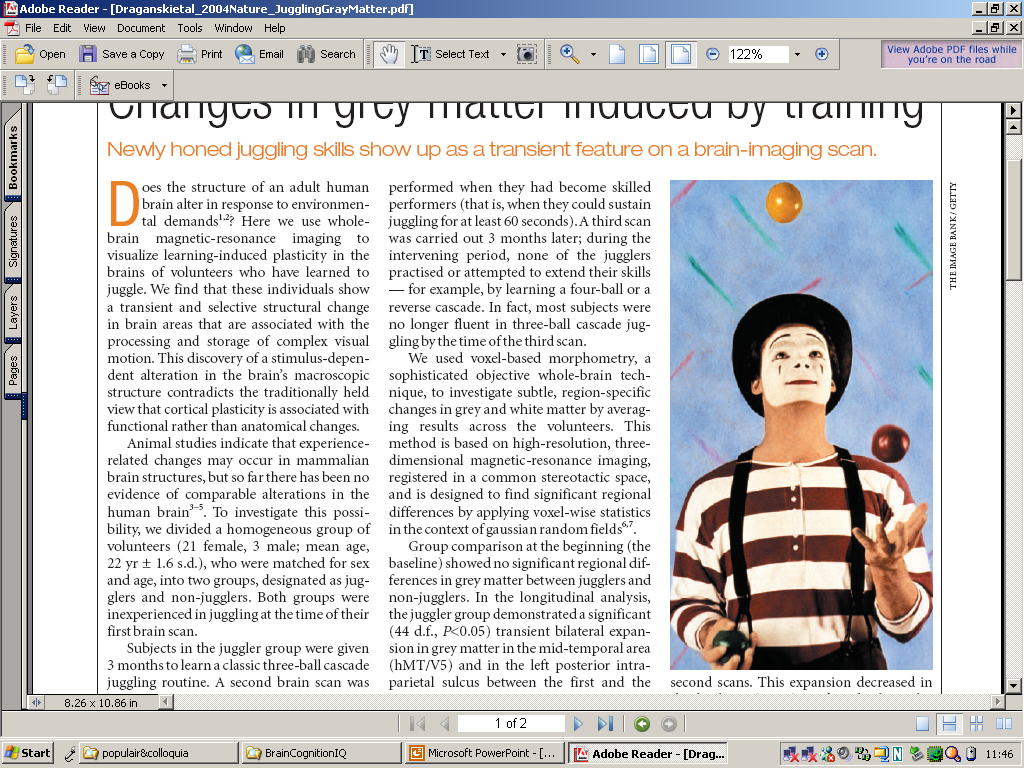 Adobe Reader - [Draganskietal_2004Nature_JugglingGrayMatter.pdf]
File Edit View Document Tools Window Help
Open Save a Copy Print Email Search Select Text 122% View Adobe PDF files while
you're on the road
eBooks
Changes in grey matter induced by training
Newly honed juggling skills show up as a transient feature on a brain-imaging scan.
Bookmarks
Signatures
Layers
Pages
Does the structure of an adult human
brain alter in response to environmen-
tal demands1,2? Here we use whole-
brain magnetic-resonance imaging to
visualize learning-induced plasticity in the
brains of volunteers who have learned to
juggle. We find that these individuals show
a transient and selective structural change
in brain areas that are associated with the
processing and storage of complex visual
motion. This discovery of a stimulus-depen-
dent alteration in the brain's macroscopic
structure contradicts the traditionally held
view that cortical plasticity is associated with
functional rather than anatomical changes.
Animal studies indicate that experience-
related changes may occur in mammalian
brain structures, but so far there has been no
evidence of comparable alterations in the
human brain3–5. To investigate this possi-
bility, we divided a homogeneous group of
volunteers (21 female, 3 male; mean age,
22 yr ± 1.6 s.d.), who were matched for sex
and age, into two groups, designated as jug-
glers and non-jugglers. Both groups were
inexperienced in juggling at the time of their
first brain scan.
Subjects in the juggler group were given
3 months to learn a classic three-ball cascade
juggling routine. A second brain scan was
performed when they had become skilled
performers (that is, when they could sustain
juggling for at least 60 seconds). A third scan
was carried out 3 months later; during the
intervening period, none of the jugglers
practised or attempted to extend their skills
— for example, by learning a four-ball or a
reverse cascade. In fact, most subjects were
no longer fluent in three-ball cascade jug-
gling by the time of the third scan.
We used voxel-based morphometry, a
sophisticated objective whole-brain tech-
nique, to investigate subtle, region-specific
changes in grey and white matter by averag-
ing results across the volunteers. This
method is based on high-resolution, three-
dimensional magnetic-resonance imaging,
registered in a common stereotactic space,
and is designed to find significant regional
differences by applying voxel-wise statistics
in the context of gaussian random fields6,7.
Group comparison at the beginning (the
baseline) showed no significant regional dif-
ferences in grey matter between jugglers and
non-jugglers. In the longitudinal analysis,
the juggler group demonstrated a significant
(44 d.f., P<0.05) transient bilateral expan-
sion in grey matter in the mid-temporal area
(hMT/V5) and in the left posterior intra-
parietal sulcus between the first and the
THE IMAGE BANK / GETTY
second scans. This expansion decreased in
8.26 x 10.86 in
1 of 2
Start populair&colloquia BrainCognitionIQ Microsoft PowerPoint - [... Adobe Reader - [Drag... 11:46